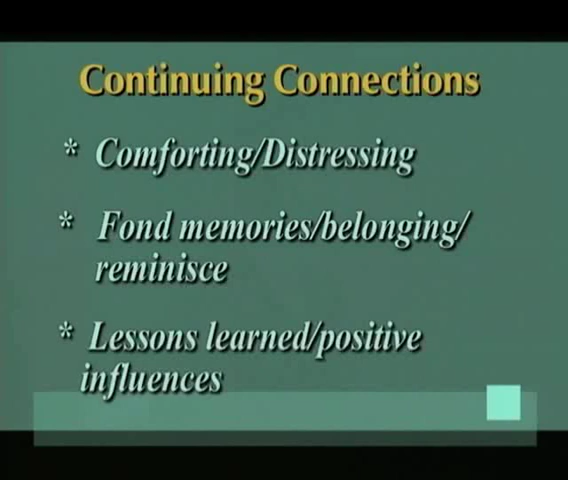 Continuing Connections
* Comforting/Distressing
* Fond memories/belonging/
reminisce
* Lessons learned/positive
influences